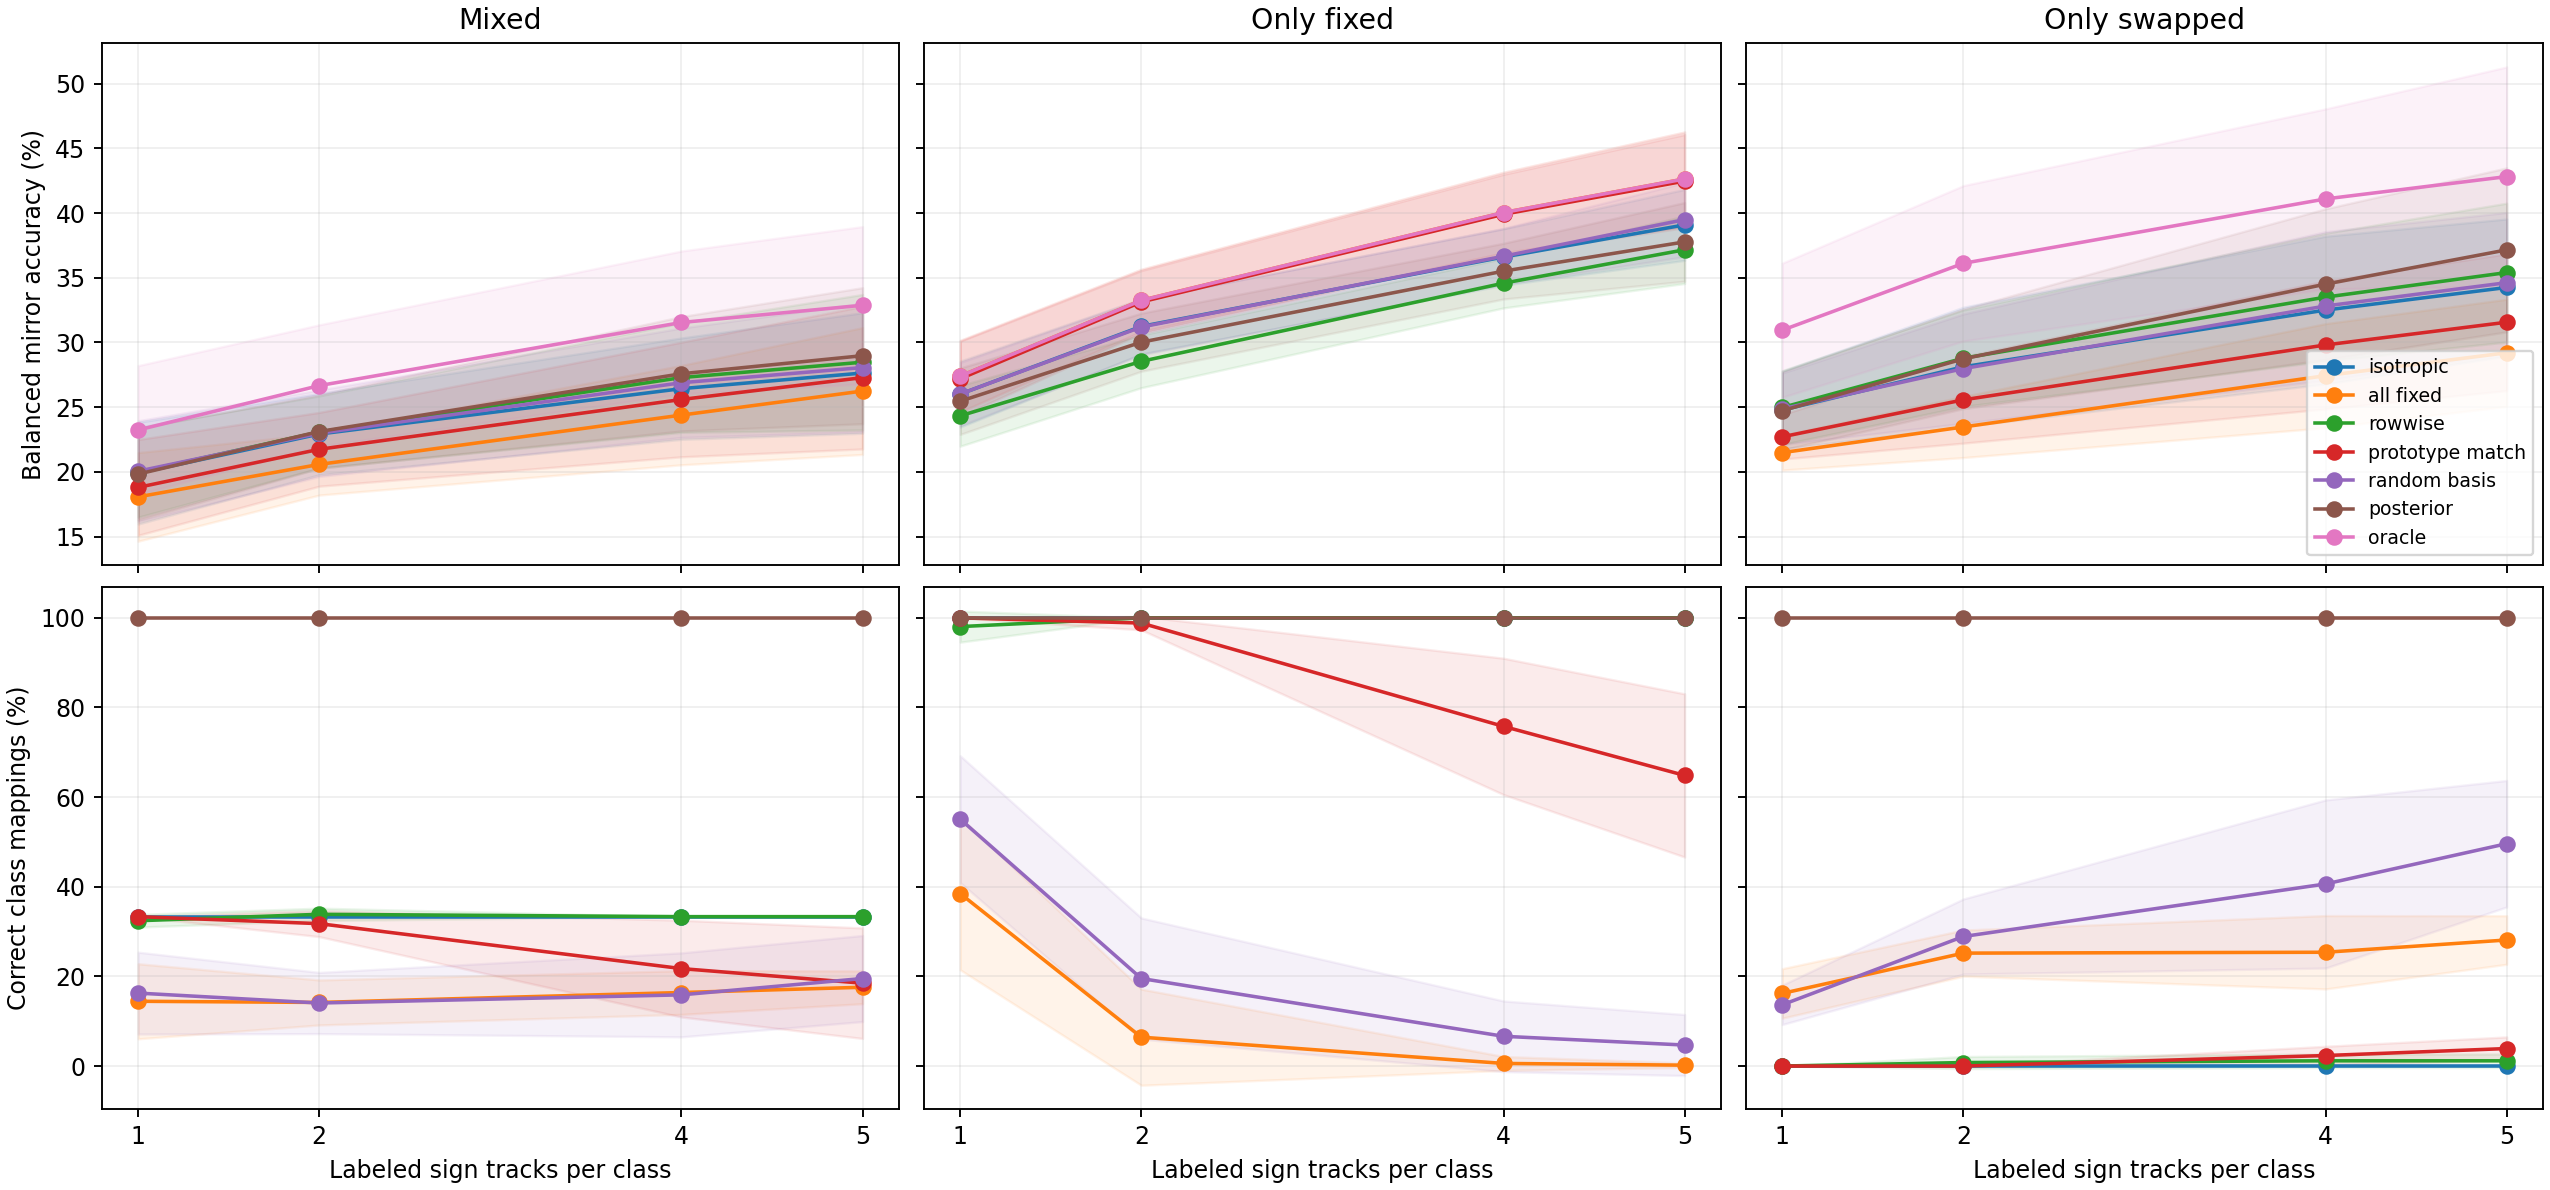 Mixed
Only fixed
Only swapped
Balanced mirror accuracy (%)
50
45
40
35
30
25
20
15
isotropic
all fixed
rowwise
prototype match
random basis
posterior
oracle
Correct class mappings (%)
100
80
60
40
20
0
1 2 4 5
1 2 4 5
1 2 4 5
Labeled sign tracks per class
Labeled sign tracks per class
Labeled sign tracks per class